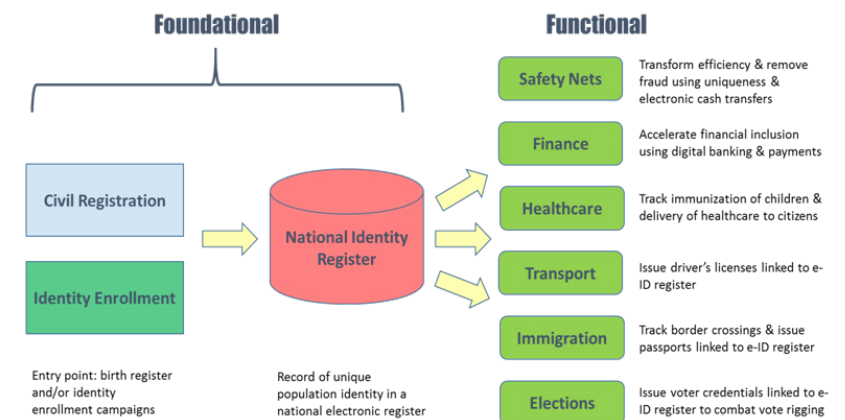 Foundational
Functional
Civil Registration
Identity Enrollment
Entry point: birth register
and/or identity
enrollment campaigns
National Identity
Register
Record of unique
population identity in a
national electronic register
Safety Nets
Transform efficiency & remove
fraud using uniqueness &
electronic cash transfers
Finance
Accelerate financial inclusion
using digital banking & payments
Healthcare
Track immunization of children &
delivery of healthcare to citizens
Transport
Issue driver's licenses linked to e-
ID register
Immigration
Track border crossings & issue
passports linked to e-ID register
Elections
Issue voter credentials linked to e-
ID register to combat vote rigging